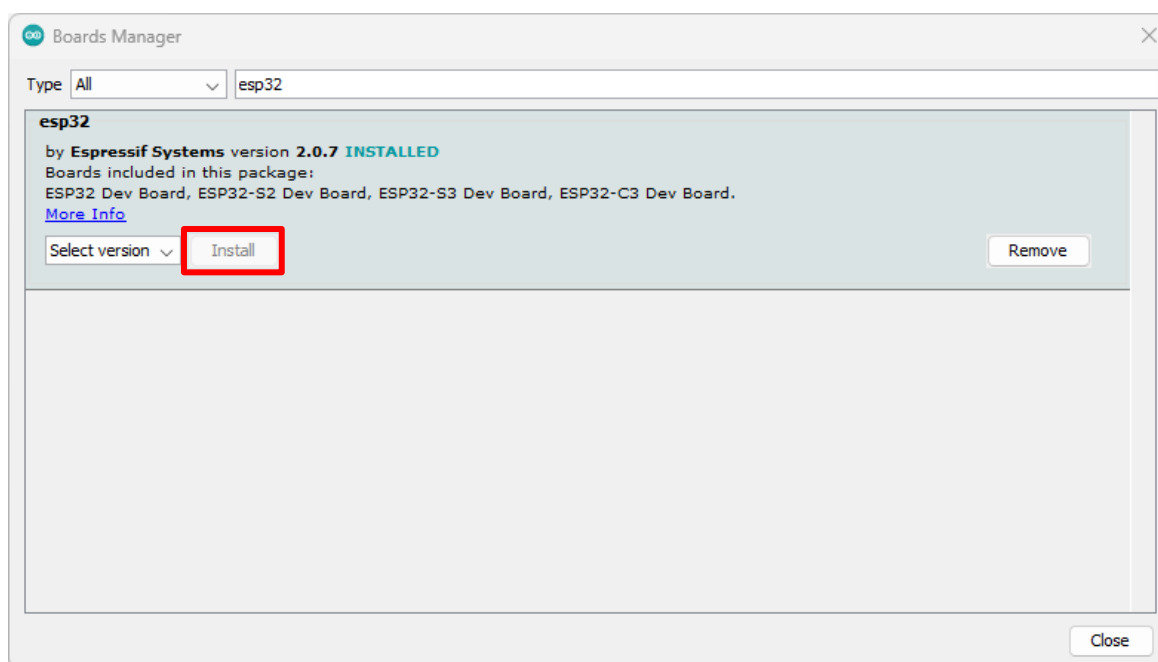 Boards Manager
Type All esp32
esp32
by Espressif Systems version 2.0.7 INSTALLED
Boards included in this package:
ESP32 Dev Board, ESP32-S2 Dev Board, ESP32-S3 Dev Board, ESP32-C3 Dev Board.
More Info
Select version Install Remove
Close